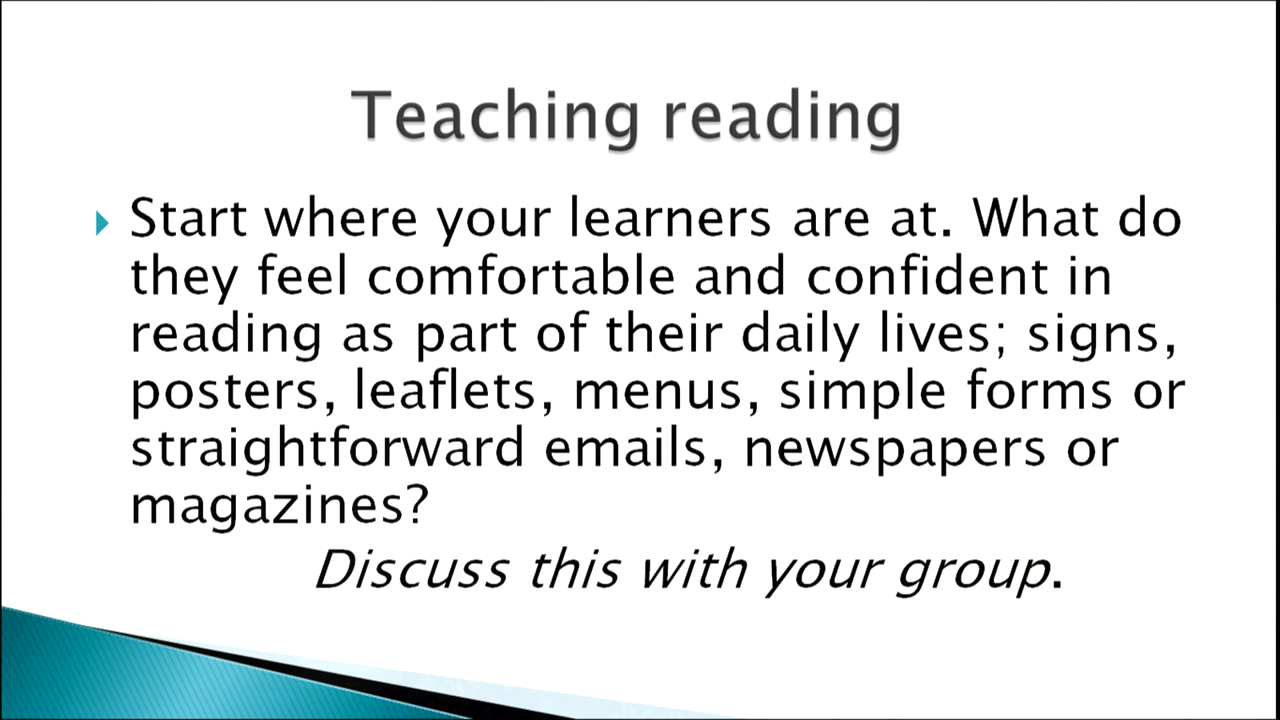 Teaching reading
Start where your learners are at. What do
they feel comfortable and confident in
reading as part of their daily lives; signs,
posters, leaflets, menus, simple forms or
straightforward emails, newspapers or
magazines?
Discuss this with your group.